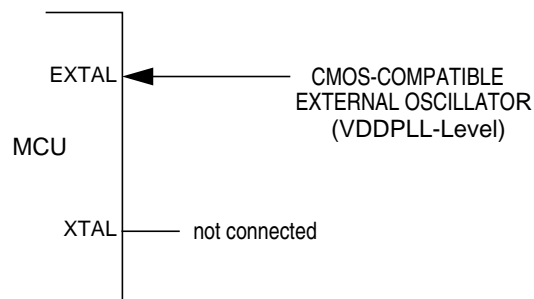 EXTAL
CMOS-COMPATIBLE
EXTERNAL OSCILLATOR
(VDDPLL-Level)
MCU
XTAL
not connected